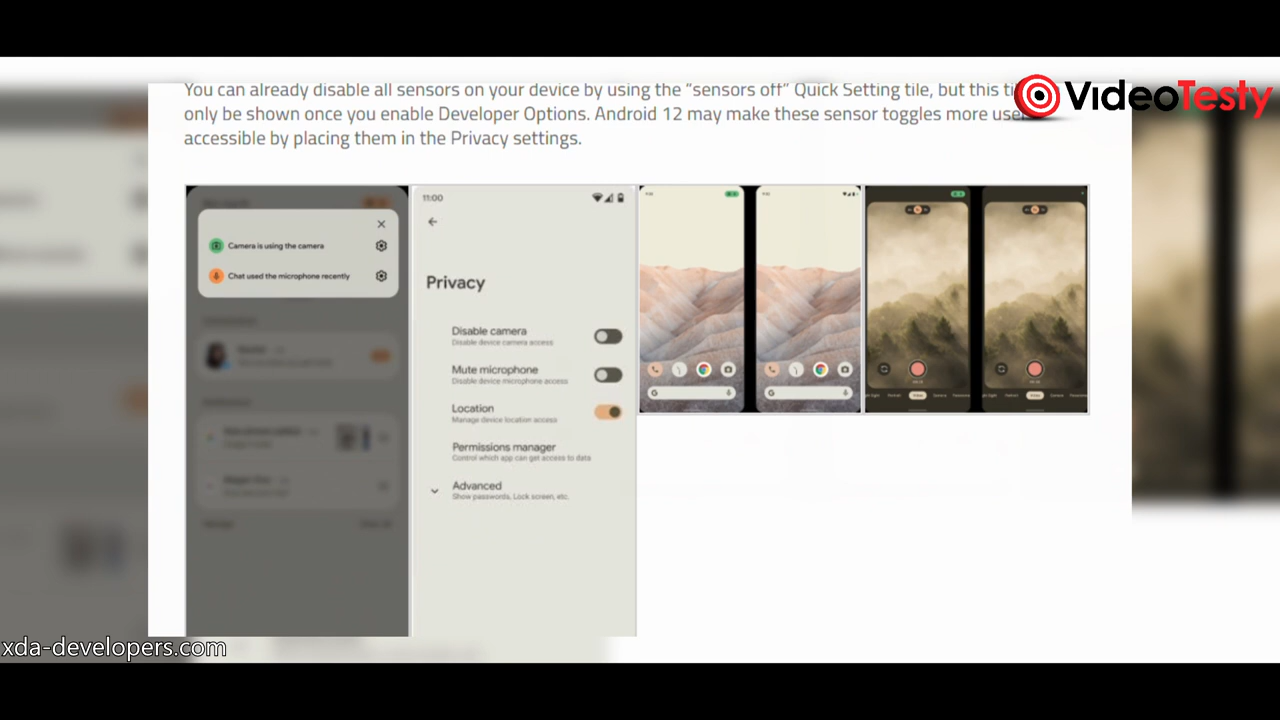 You can already disable all sensors on your device by using the “sensors off” Quick Setting tile, but this
only be shown once you enable Developer Options. Android 12 may make these sensor toggles more
accessible by placing them in the Privacy settings.
VideoTesty
Camera is using the camera
Chat used the microphone recently
11:00
Privacy
Disable camera
Disable device camera access
Mute microphone
Disable device microphone access
Location
Manage device location access
Permissions manager
Control which app can get access to data
Advanced
Show passwords, Lock screen, etc.
xda-developers.com